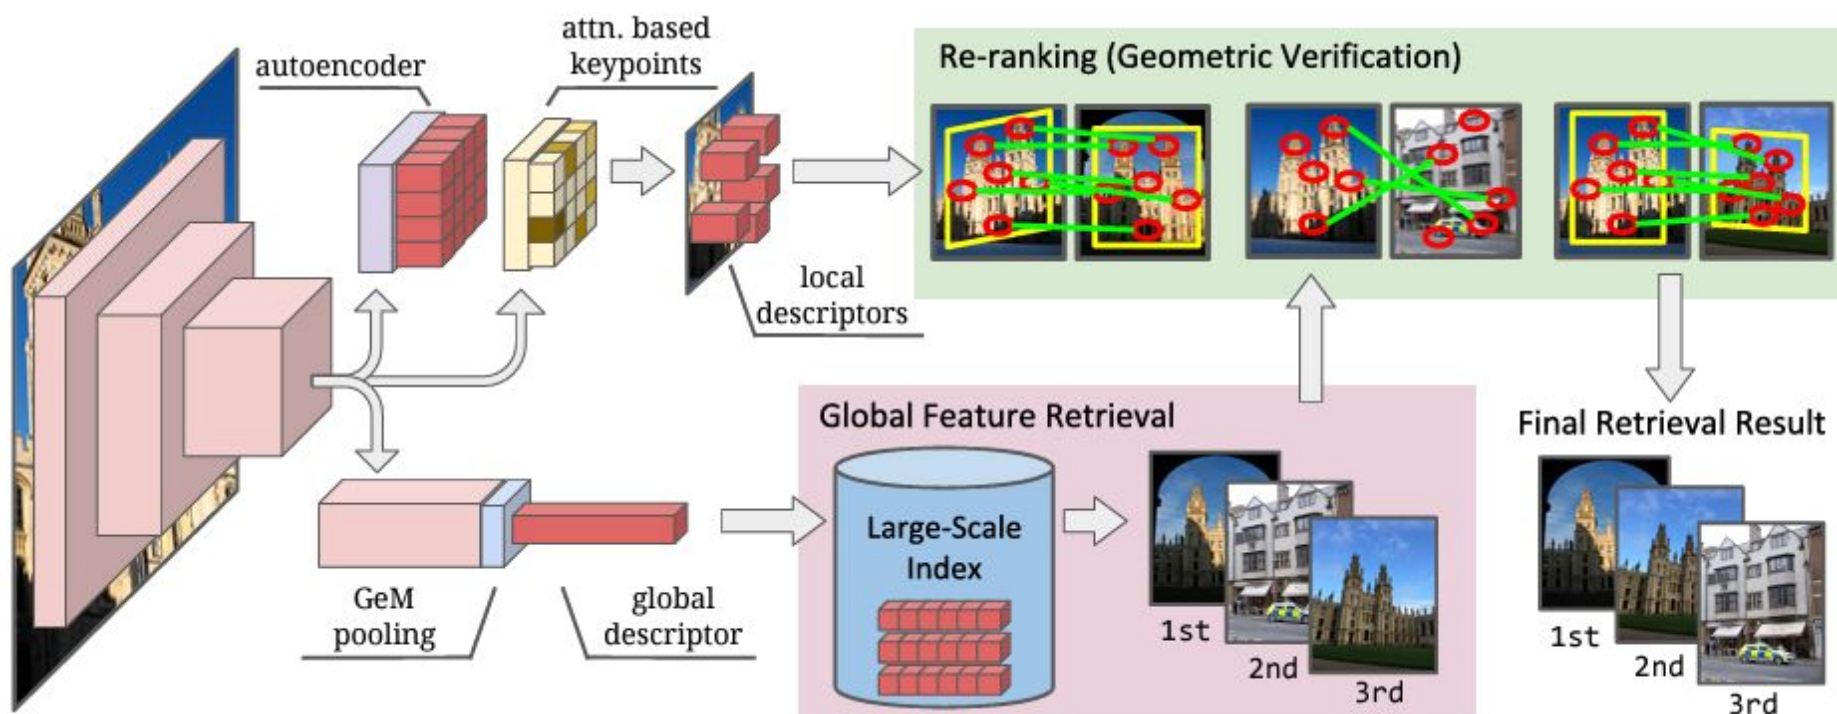 autoencoder
attn. based
keypoints
Re-ranking (Geometric Verification)
local
descriptors
Global Feature Retrieval
Large-Scale
Index
1st
2nd
3rd
GeM
pooling
global
descriptor
Final Retrieval Result
1st
2nd
3rd